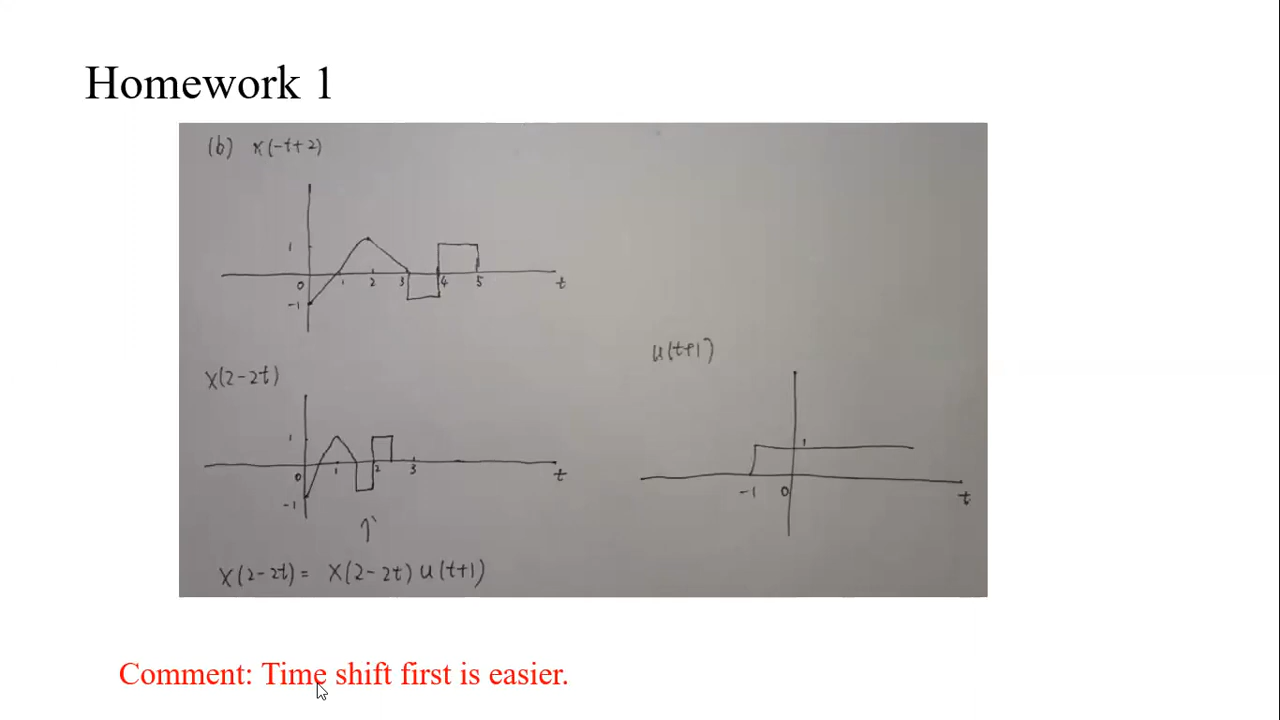 Homework 1
(b) x(-t+2)
1
0 1 2 3 4 5 t
-1
x(2-2t)
1
0 1 2 3 t
-1
x(2-2t) = x(2-2t) u(t+1)
u(t+1)
1
-1 0 t
Comment: Time shift first is easier.